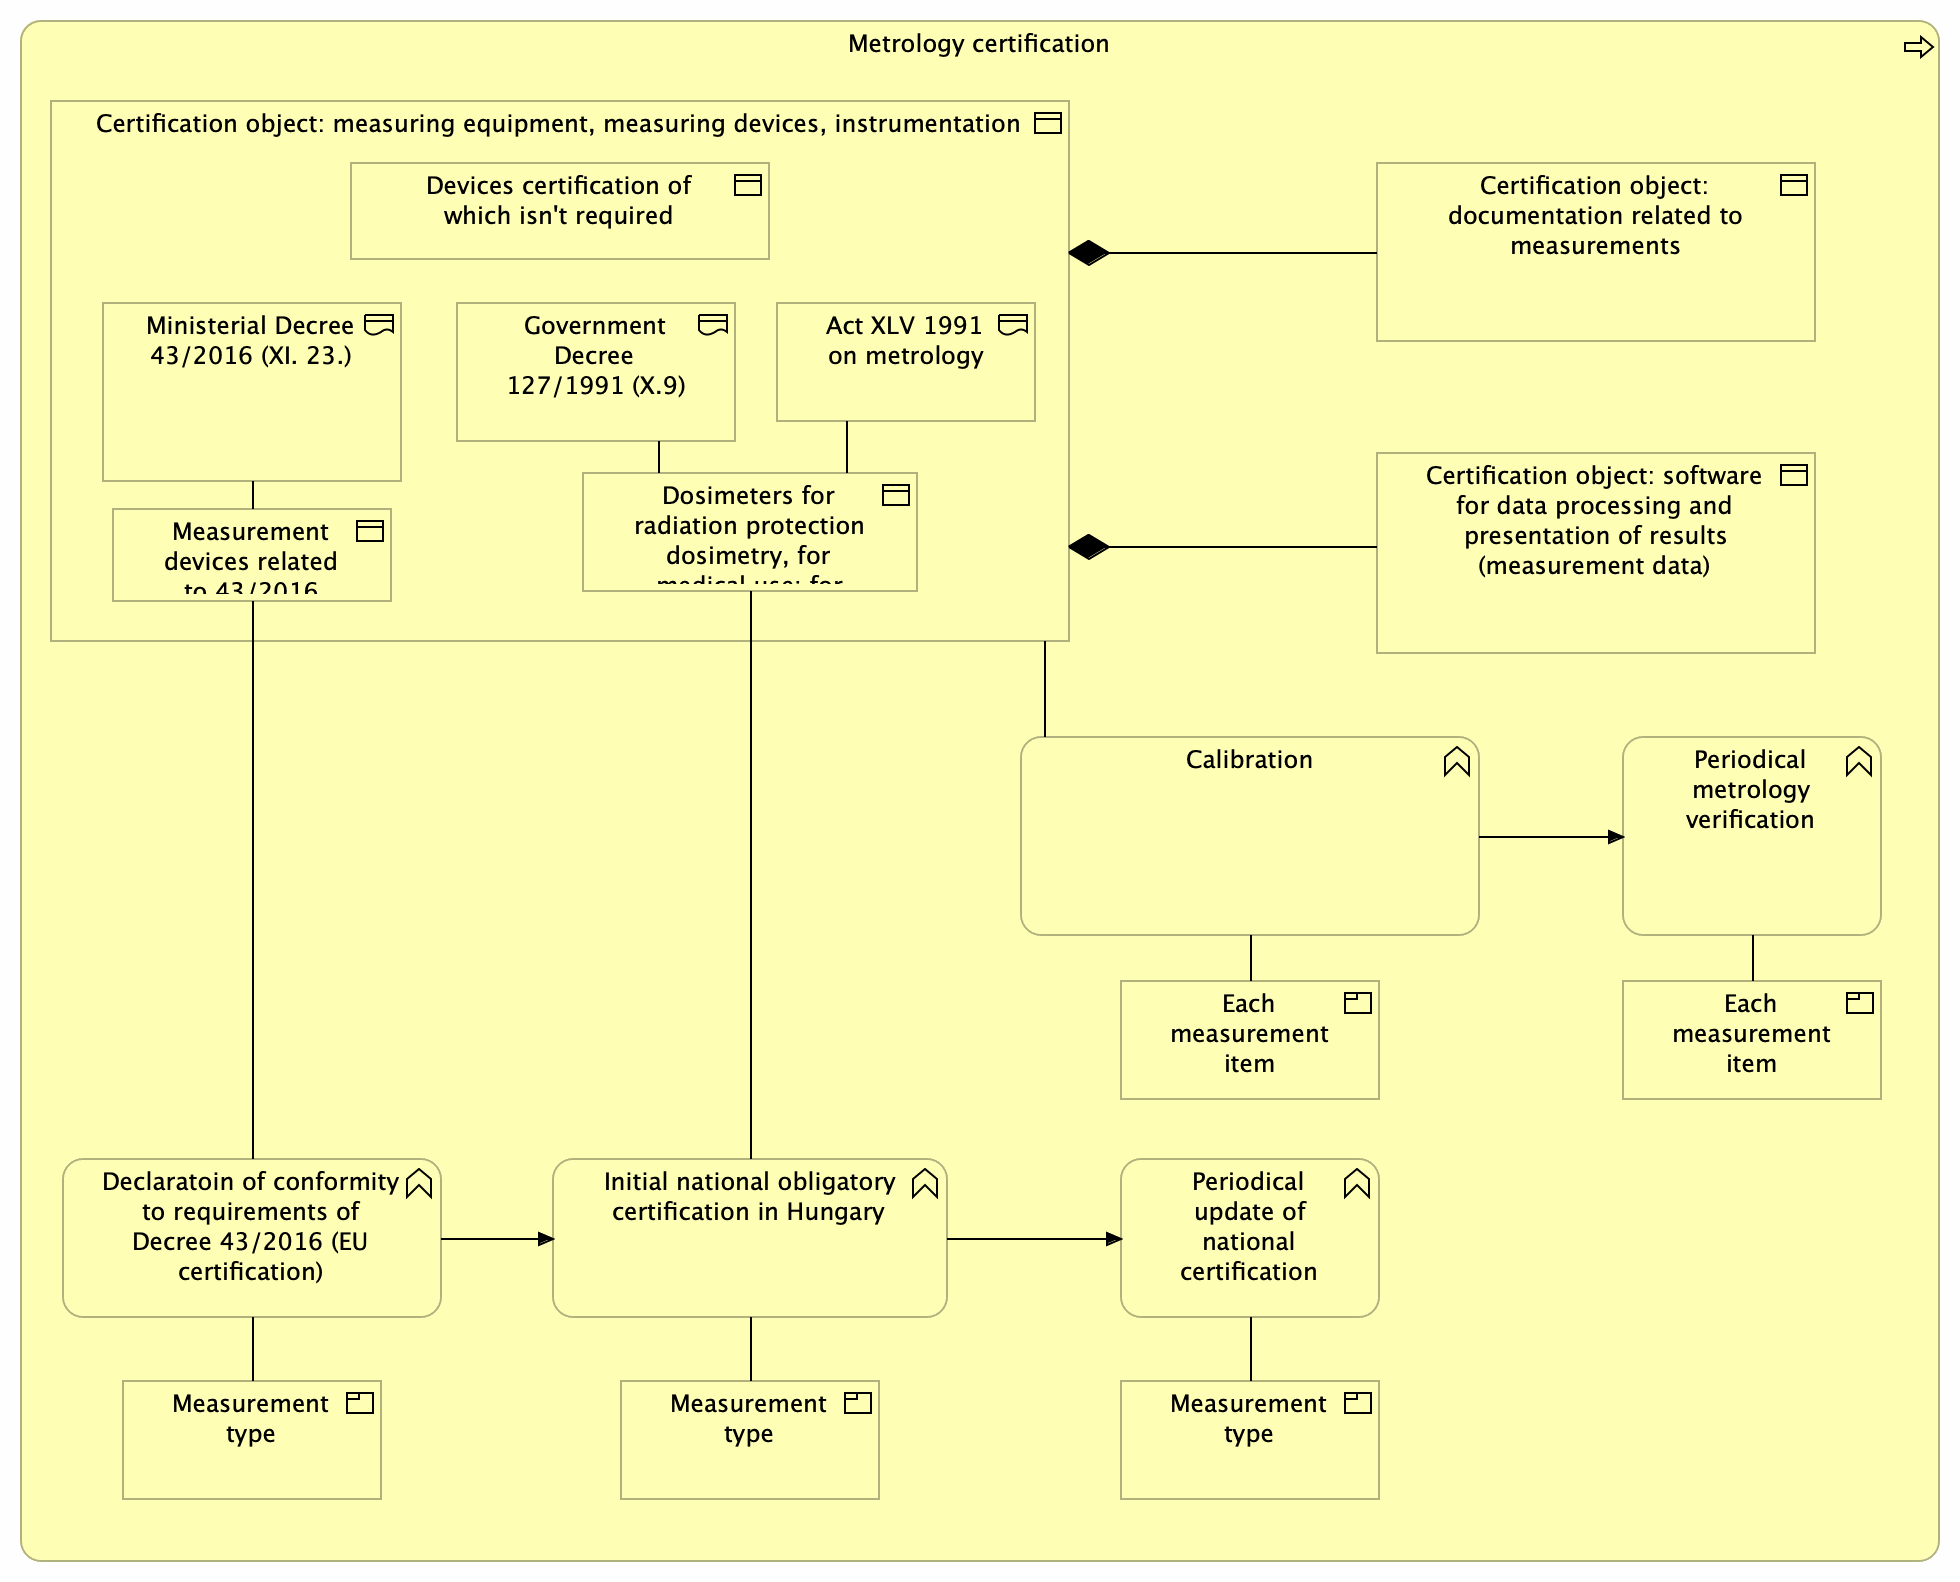 Metrology certification
Certification object: measuring equipment, measuring devices, instrumentation
Devices certification of
which isn't required
Certification object:
documentation related to
measurements
Ministerial Decree
43/2016 (XI. 23.)
Government
Decree
127/1991 (X.9)
Act XLV 1991
on metrology
Measurement
devices related
to 43/2016
Dosimeters for
radiation protection
dosimetry, for
medical use; for
Certification object: software
for data processing and
presentation of results
(measurement data)
Calibration
Periodical
metrology
verification
Each
measurement
item
Each
measurement
item
Declaratoin of conformity
to requirements of
Decree 43/2016 (EU
certification)
Initial national obligatory
certification in Hungary
Periodical
update of
national
certification
Measurement
type
Measurement
type
Measurement
type